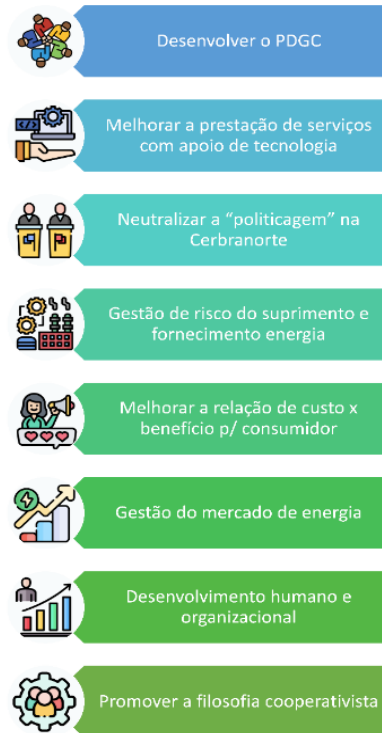 Desenvolver o PDGC
Melhorar a prestação de serviços
com apoio de tecnologia
Neutralizar a “politicagem” na
Cerbranorte
Gestão de risco do suprimento e
fornecimento energia
Melhorar a relação de custo x
benefício p/ consumidor
Gestão do mercado de energia
Desenvolvimento humano e
organizacional
Promover a filosofia cooperativista